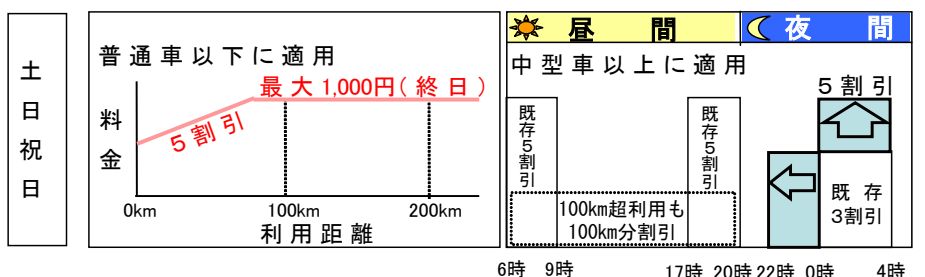 土日祝日
普通車以下に適用
最大1,000円(終日)
5割引
料金
0km 100km 200km
利用距離
昼間
夜間
中型車以上に適用
既存5割引
既存5割引
100km超利用も
100km分割引
5割引
既存
3割引
6時 9時 17時 20時 22時 0時 4時